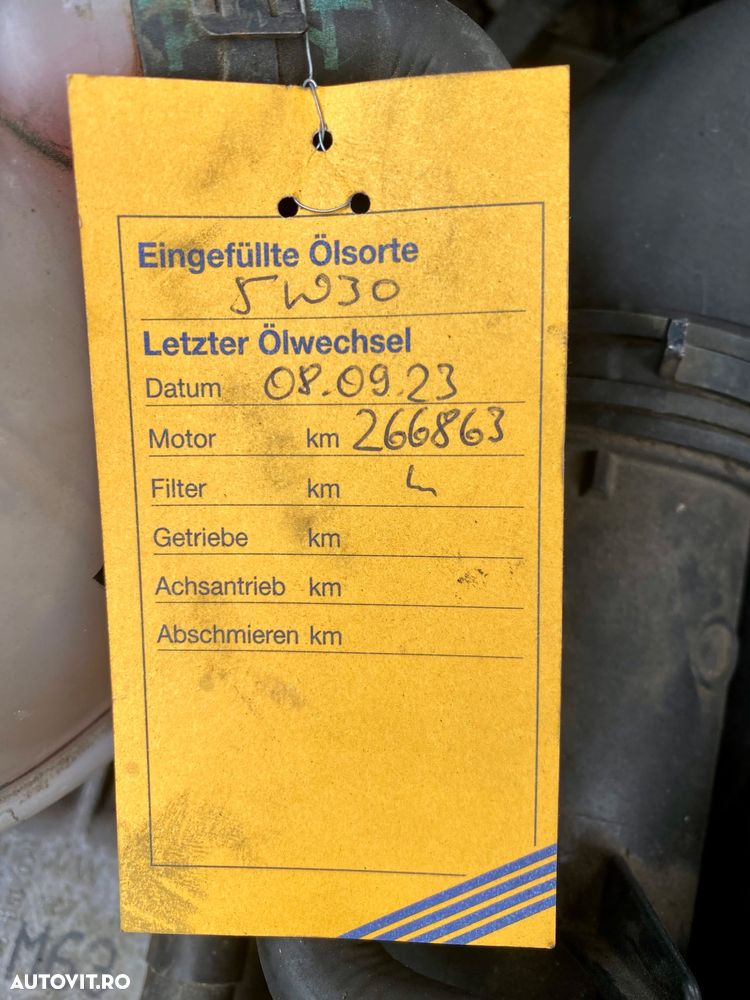 Eingefüllte Ölsorte
5W30
Letzter Ölwechsel
Datum 08.09.23
Motor km 266863
Filter km
Getriebe km
Achsantrieb km
Abschmieren km
AUTOVIT.RO